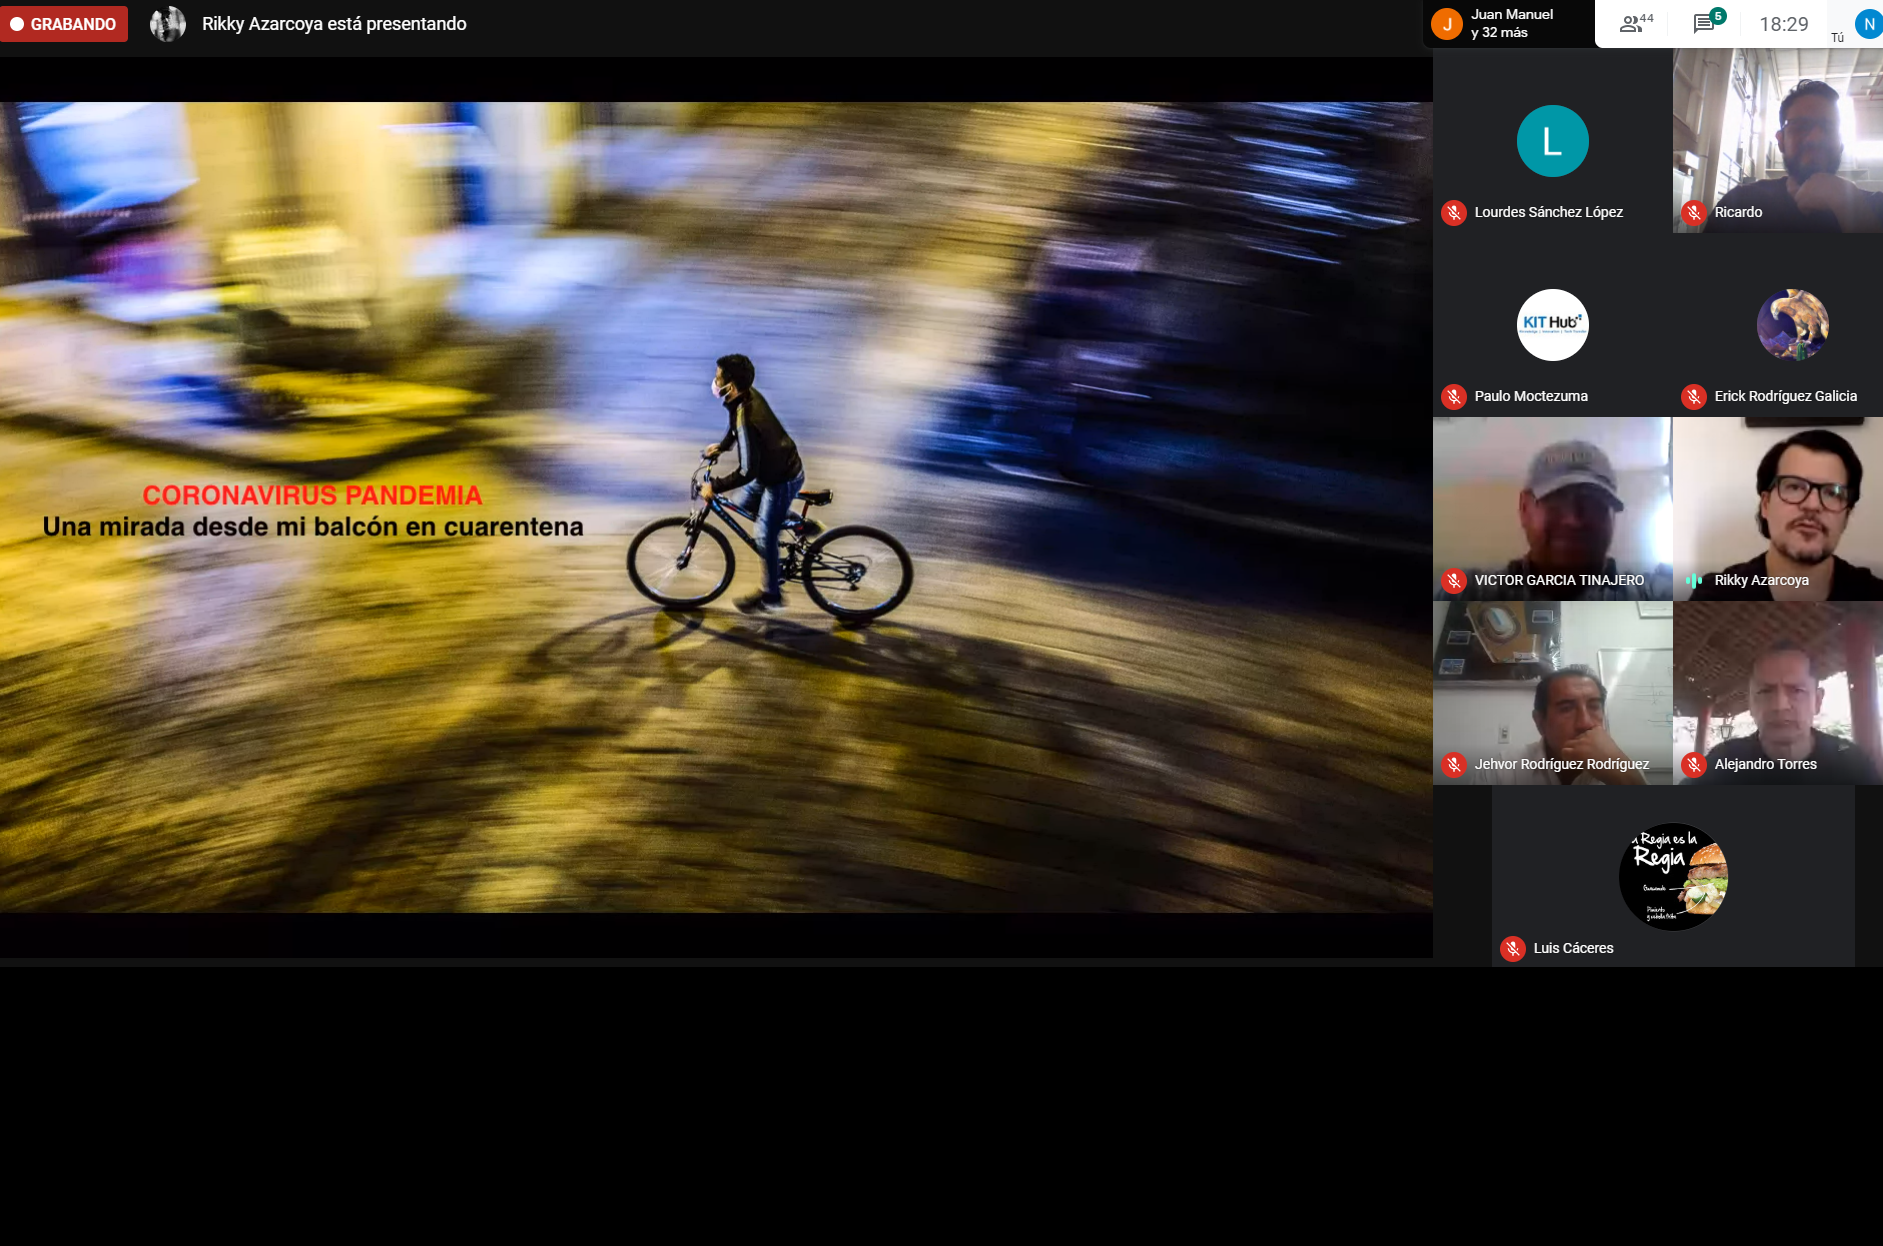 GRABANDO
Rikky Azarcoya está presentando
Juan Manuel
y 32 más
44
5
18:29
Tú
N
J
L
Lourdes Sánchez López
Ricardo
KIT Hub
Paulo Moctezuma
Erick Rodríguez Galicia
CORONAVIRUS PANDEMIA
Una mirada desde mi balcón en cuarentena
VICTOR GARCIA TINAJERO
Rikky Azarcoya
Jehvor Rodríguez Rodríguez
Alejandro Torres
Regia es la
Regia
Luis Cáceres